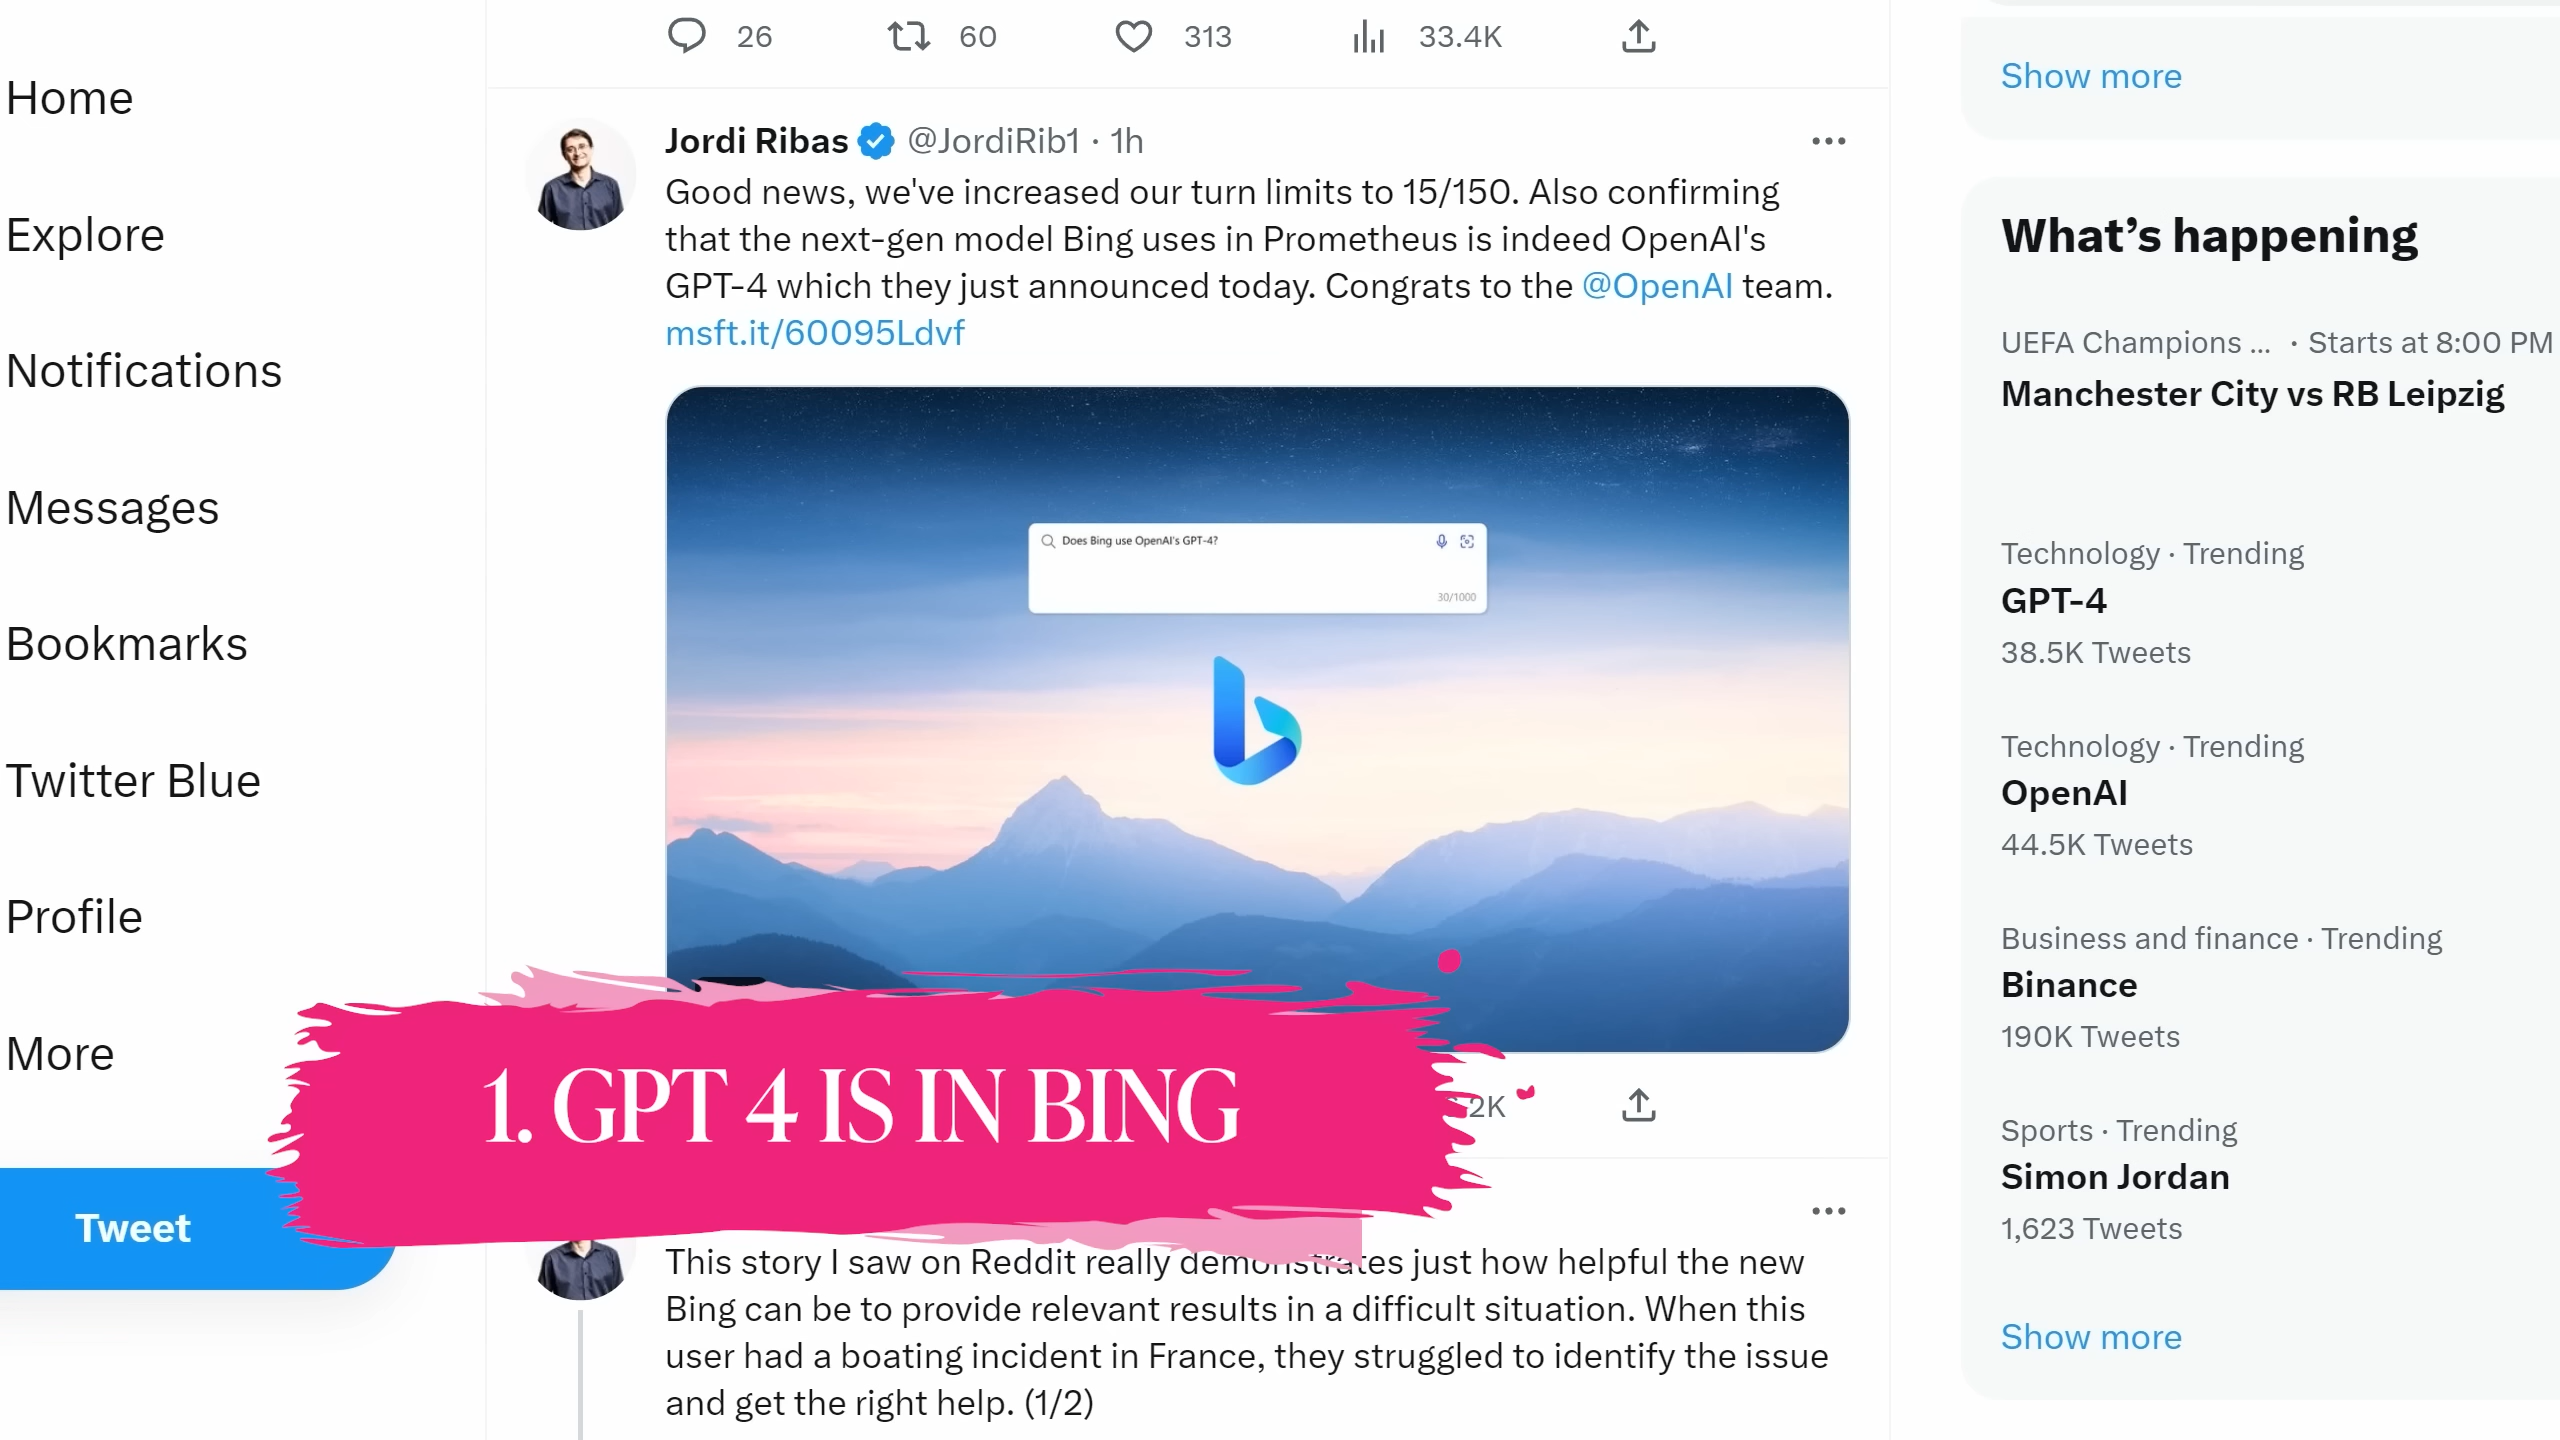 26 60 313 33.4K
Home
Explore
Notifications
Messages
Bookmarks
Twitter Blue
Profile
More
Tweet
Jordi Ribas @JordiRib1 · 1h
Good news, we've increased our turn limits to 15/150. Also confirming
that the next-gen model Bing uses in Prometheus is indeed OpenAI's
GPT-4 which they just announced today. Congrats to the @OpenAI team.
msft.it/60095Ldvf
Does Bing use OpenAI's GPT-4?
30/1000
1. GPT 4 IS IN BING
This story I saw on Reddit really demonstrates just how helpful the new
Bing can be to provide relevant results in a difficult situation. When this
user had a boating incident in France, they struggled to identify the issue
and get the right help. (1/2)
Show more
What's happening
UEFA Champions ... · Starts at 8:00 PM
Manchester City vs RB Leipzig
Technology · Trending
GPT-4
38.5K Tweets
Technology · Trending
OpenAI
44.5K Tweets
Business and finance · Trending
Binance
190K Tweets
Sports · Trending
Simon Jordan
1,623 Tweets
Show more